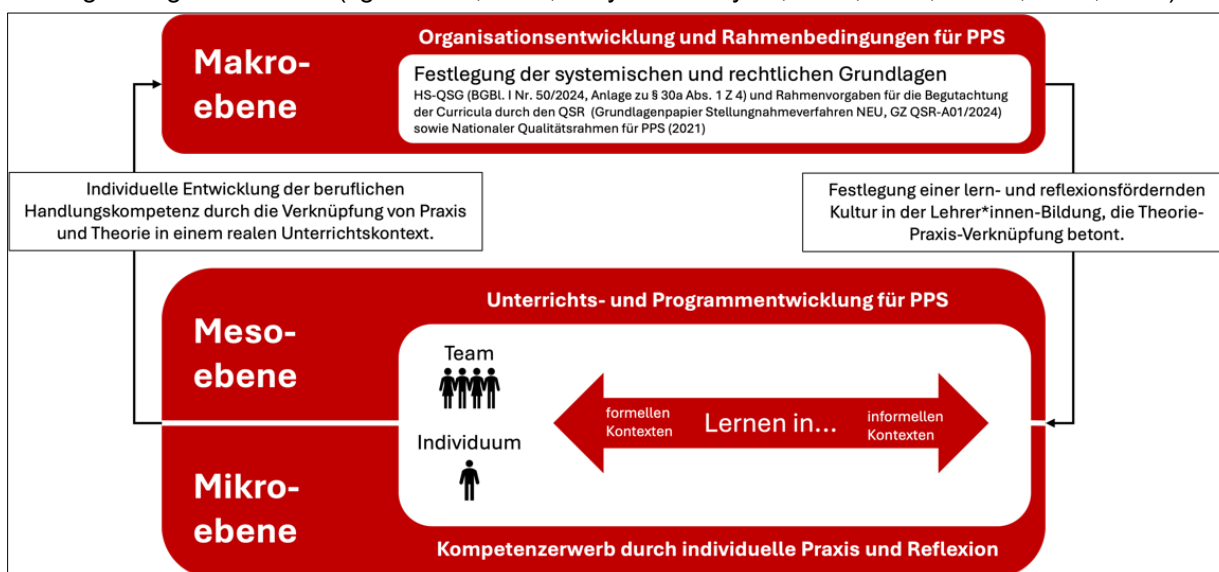 Organisationsentwicklung und Rahmenbedingungen für PPS
Makro-
ebene
Festlegung der systemischen und rechtlichen Grundlagen
HS-QSG (BGBl. I Nr. 50/2024, Anlage zu § 30a Abs. 1 Z 4) und Rahmenvorgaben für die Begutachtung
der Curricula durch den QSR (Grundlagenpapier Stellungnahmeverfahren NEU, GZ QSR-A01/2024)
sowie Nationaler Qualitätsrahmen für PPS (2021)
Individuelle Entwicklung der beruflichen
Handlungskompetenz durch die Verknüpfung von Praxis
und Theorie in einem realen Unterrichtskontext.
Festlegung einer lern- und reflexionsfördernden
Kultur in der Lehrer*innen-Bildung, die Theorie-
Praxis-Verknüpfung betont.
Unterrichts- und Programmentwicklung für PPS
Meso-
ebene
Team
formellen
Kontexten
Lernen in...
informellen
Kontexten
Individuum
Mikro-
ebene
Kompetenzerwerb durch individuelle Praxis und Reflexion